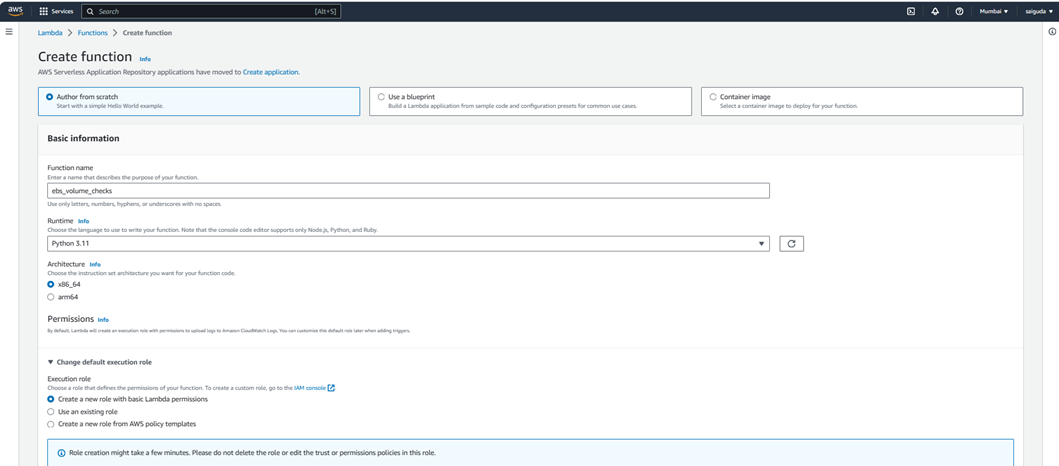 aws
Services
Search
[Alt+S]
Mumbai
saiguda
Lambda
Functions
Create function
Create function Info
AWS Serverless Application Repository applications have moved to Create application.
Author from scratch
Start with a simple Hello World example.
Use a blueprint
Build a Lambda application from sample code and configuration presets for common use cases.
Container image
Select a container image to deploy for your function.
Basic information
Function name
Enter a name that describes the purpose of your function.
ebs_volume_checks
Use only letters, numbers, hyphens, or underscores with no spaces.
Runtime Info
Choose the language to use to write your function. Note that the console code editor supports only Node.js, Python, and Ruby.
Python 3.11
Architecture Info
Choose the instruction set architecture you want for your function code.
x86_64
arm64
Permissions Info
By default, Lambda will create an execution role with permissions to upload logs to Amazon CloudWatch Logs. You can customize this default role later when adding triggers.
Change default execution role
Execution role
Choose a role that defines the permissions of your function. To create a custom role, go to the IAM console
Create a new role with basic Lambda permissions
Use an existing role
Create a new role from AWS policy templates
Role creation might take a few minutes. Please do not delete the role or edit the trust or permissions policies in this role.